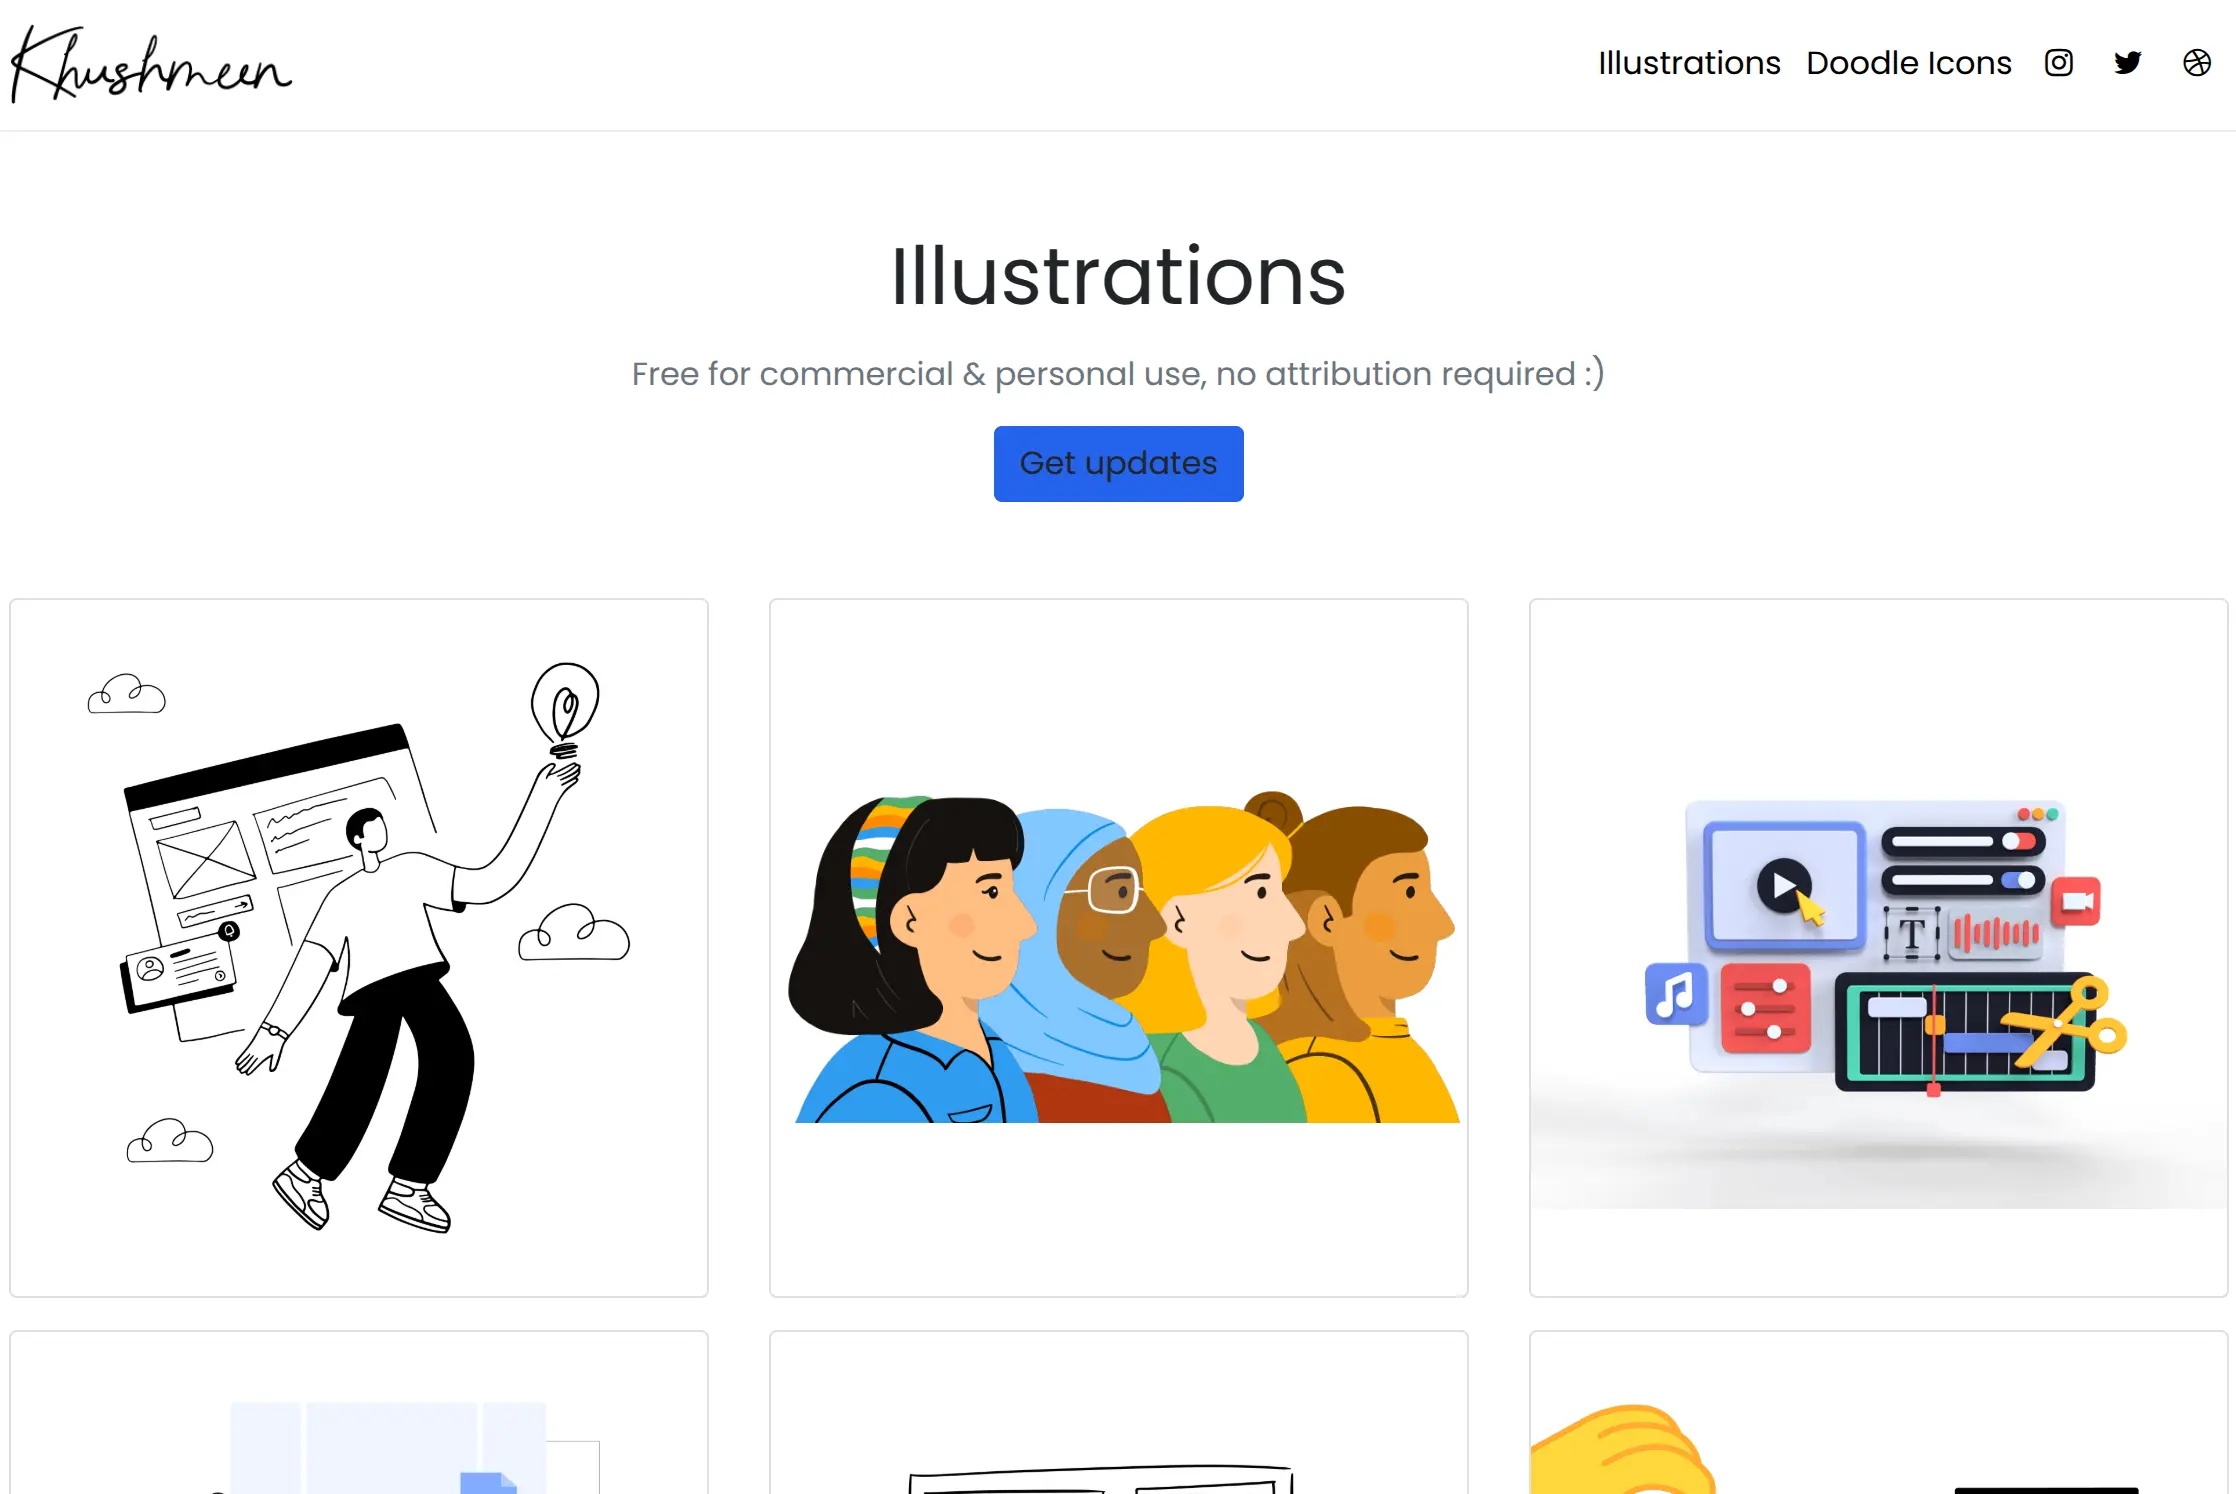 Khushmeen
Illustrations
Doodle Icons
Illustrations
Free for commercial & personal use, no attribution required :)
Get updates
T